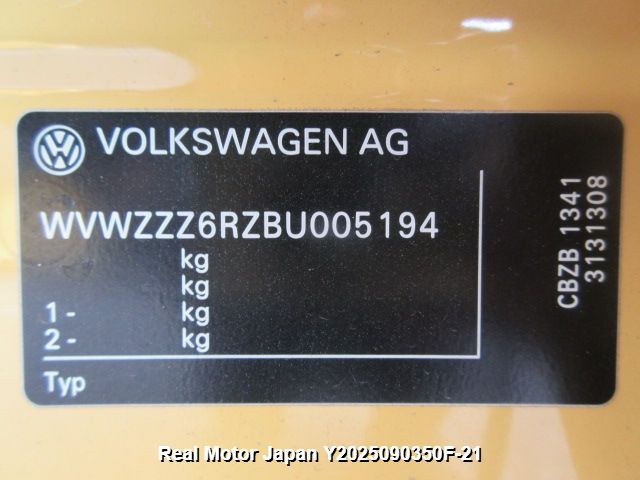 VOLKSWAGEN AG
WVWZZZ6RZBU005194
kg
kg
1- kg
2- kg
Typ
CBZB 1341
3131308
Real Motor Japan Y2025090350F-21